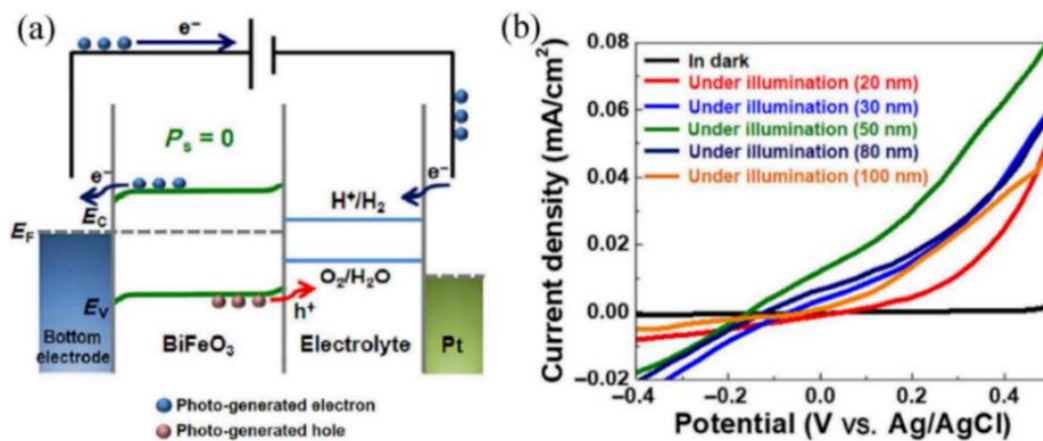 (a)
e⁻
Pₛ = 0
e⁻
e⁻
E_C
H⁺/H₂
E_F
O₂/H₂O
E_V
h⁺
Bottom
electrode
BiFeO₃
Electrolyte
Pt
Photo-generated electron
Photo-generated hole
(b)
Current density (mA/cm²)
0.08
0.06
0.04
0.02
0.00
−0.02
In dark
Under illumination (20 nm)
Under illumination (30 nm)
Under illumination (50 nm)
Under illumination (80 nm)
Under illumination (100 nm)
−0.4
−0.2
0.0
0.2
0.4
Potential (V vs. Ag/AgCl)